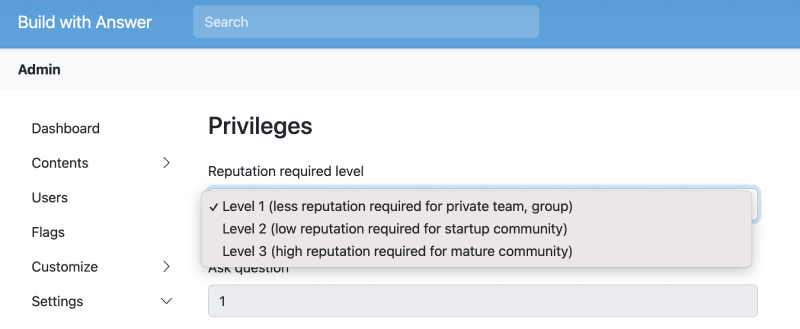 Build with Answer
Search
Admin
Dashboard
Contents
Users
Flags
Customize
Settings
Privileges
Reputation required level
✓ Level 1 (less reputation required for private team, group)
Level 2 (low reputation required for startup community)
Level 3 (high reputation required for mature community)
Ask question
1